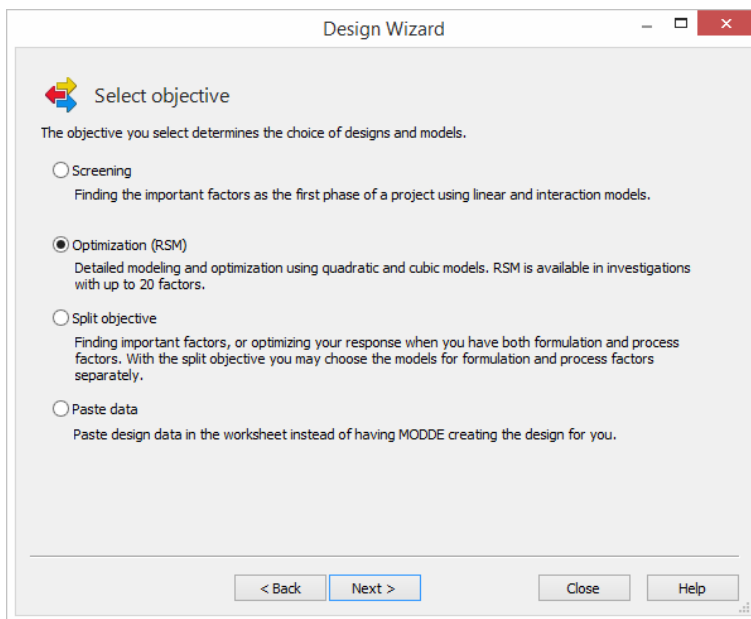 Design Wizard
Select objective
The objective you select determines the choice of designs and models.
Screening
Finding the important factors as the first phase of a project using linear and interaction models.
Optimization (RSM)
Detailed modeling and optimization using quadratic and cubic models. RSM is available in investigations
with up to 20 factors.
Split objective
Finding important factors, or optimizing your response when you have both formulation and process
factors. With the split objective you may choose the models for formulation and process factors
separately.
Paste data
Paste design data in the worksheet instead of having MODDE creating the design for you.
< Back Next > Close Help